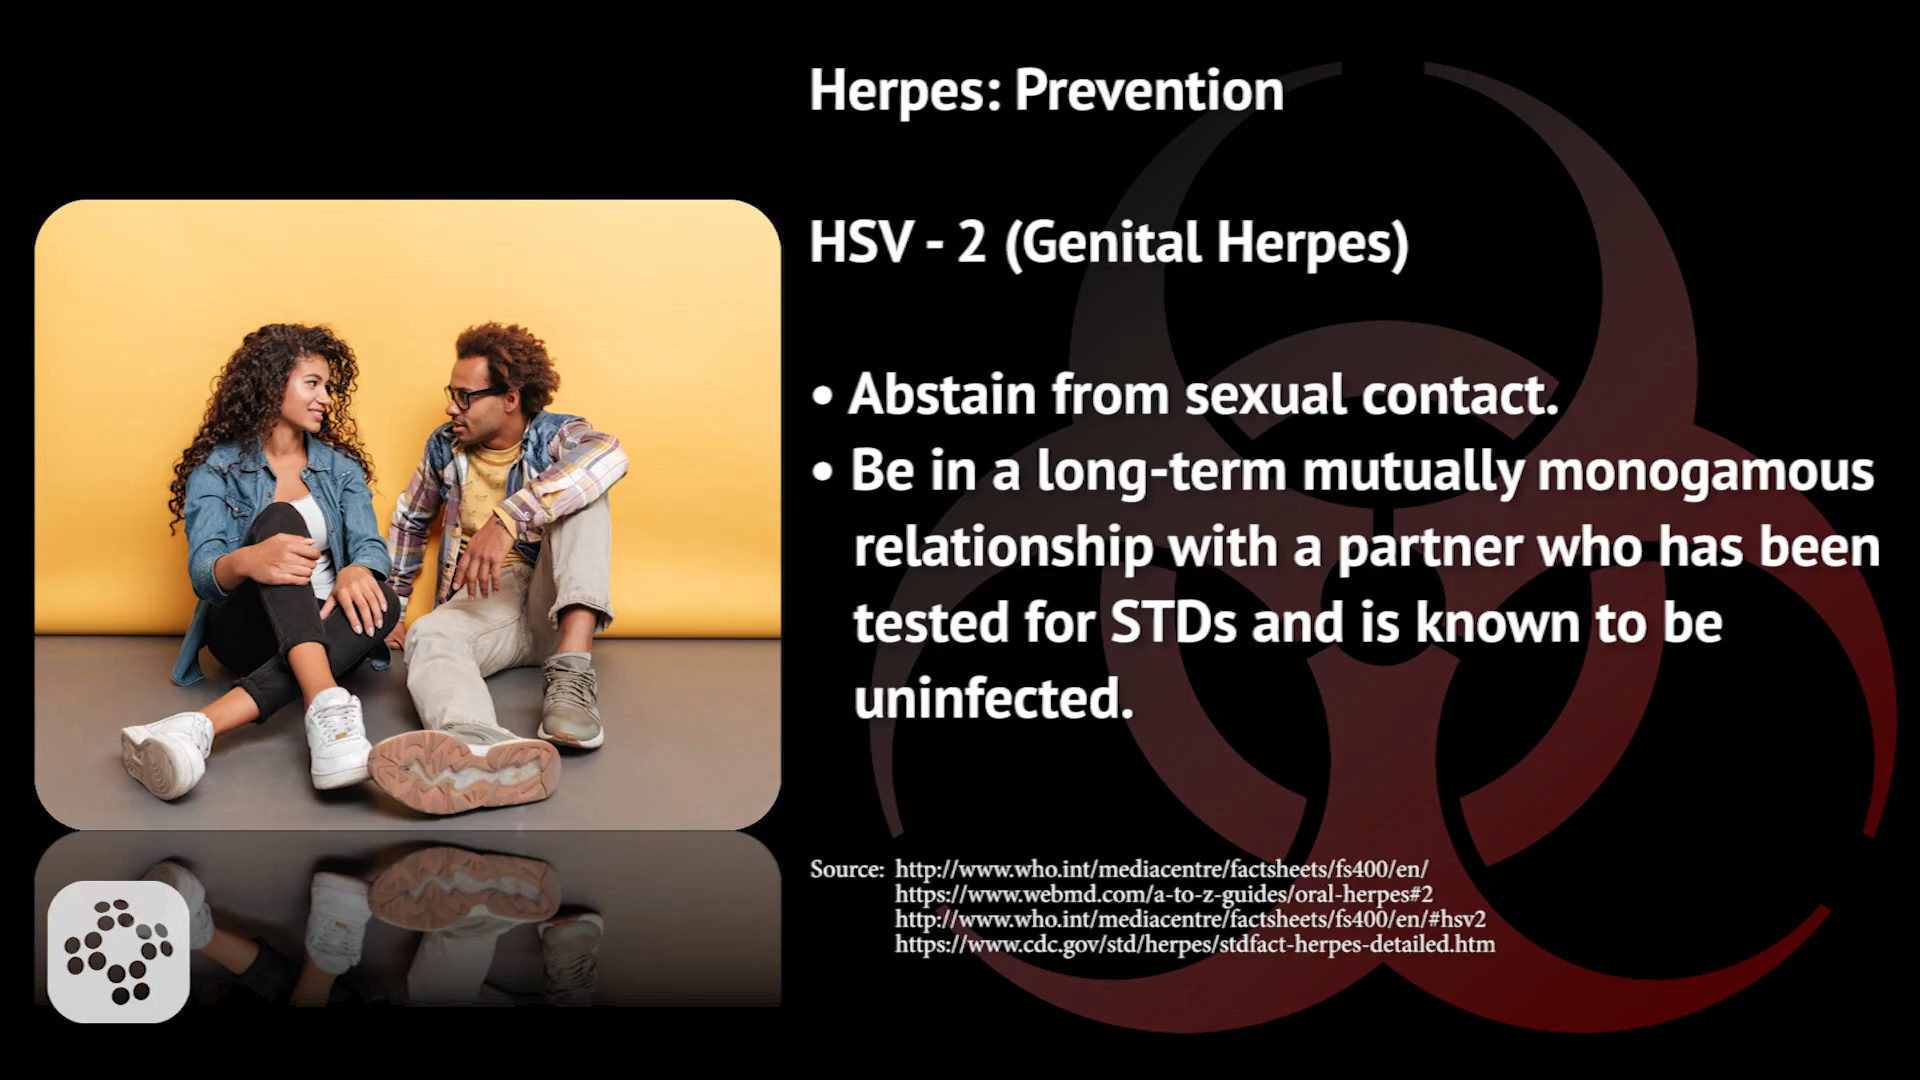 Herpes: Prevention
HSV - 2 (Genital Herpes)
• Abstain from sexual contact.
• Be in a long-term mutually monogamous
relationship with a partner who has been
tested for STDs and is known to be
uninfected.
Source: http://www.who.int/mediacentre/factsheets/fs400/en/
https://www.webmd.com/a-to-z-guides/oral-herpes#2
http://www.who.int/mediacentre/factsheets/fs400/en/#hsv2
https://www.cdc.gov/std/herpes/stdfact-herpes-detailed.htm